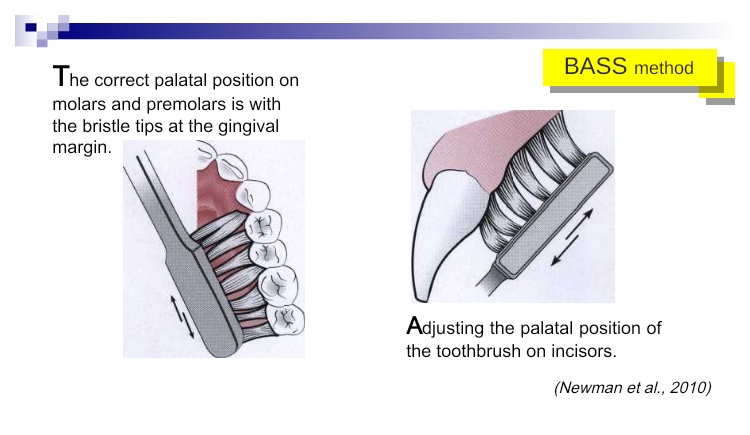 The correct palatal position on
molars and premolars is with
the bristle tips at the gingival
margin.
BASS method
Adjusting the palatal position of
the toothbrush on incisors.
(Newman et al., 2010)